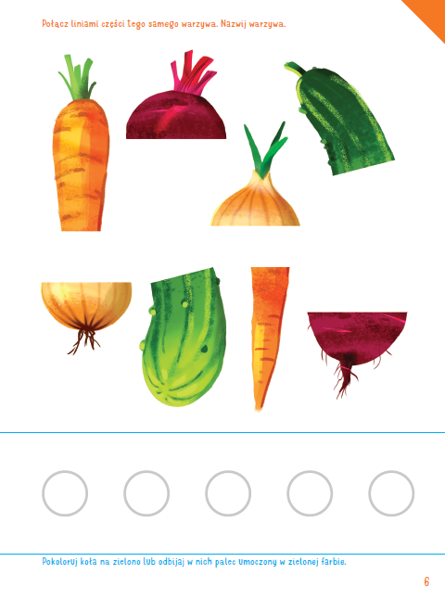 Połącz liniami części tego samego warzywa. Nazwij warzywa.
Pokoloruj koła na zielono lub odbijaj w nich palec umoczony w zielonej farbie.
6